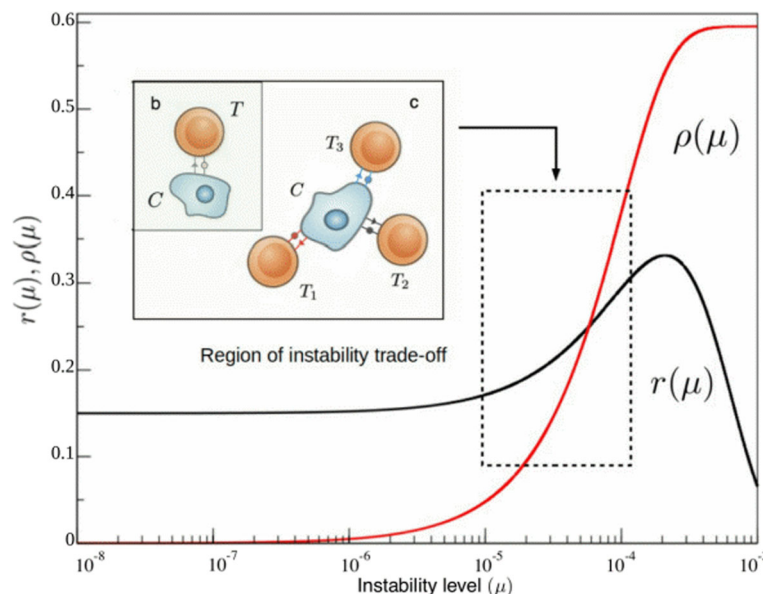 0.6
0.5
0.4
0.3
0.2
0.1
0
r(μ), ρ(μ)
b
T
C
c
T₃
C
T₁
T₂
Region of instability trade-off
ρ(μ)
r(μ)
10⁻⁸
10⁻⁷
10⁻⁶
10⁻⁵
10⁻⁴
Instability level (μ)